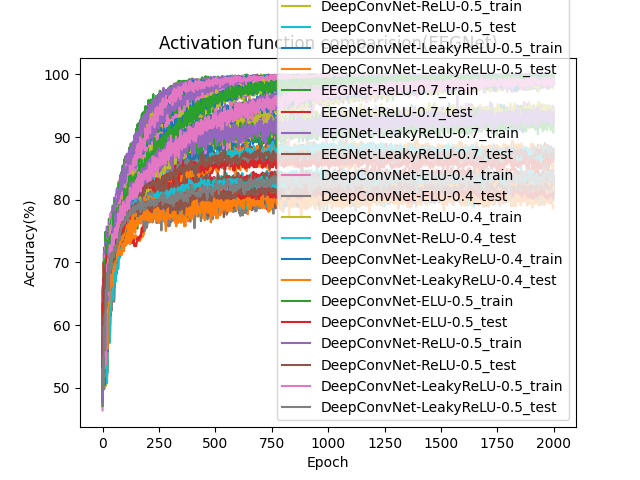 DeepConvNet-ReLU-0.5_train
DeepConvNet-ReLU-0.5_test
Activation function comparision(EEGNet)
DeepConvNet-LeakyReLU-0.5_train
DeepConvNet-LeakyReLU-0.5_test
EEGNet-ReLU-0.7_train
EEGNet-ReLU-0.7_test
EEGNet-LeakyReLU-0.7_train
EEGNet-LeakyReLU-0.7_test
DeepConvNet-ELU-0.4_train
DeepConvNet-ELU-0.4_test
DeepConvNet-ReLU-0.4_train
DeepConvNet-ReLU-0.4_test
DeepConvNet-LeakyReLU-0.4_train
DeepConvNet-LeakyReLU-0.4_test
DeepConvNet-ELU-0.5_train
DeepConvNet-ELU-0.5_test
DeepConvNet-ReLU-0.5_train
DeepConvNet-ReLU-0.5_test
DeepConvNet-LeakyReLU-0.5_train
DeepConvNet-LeakyReLU-0.5_test
100
90
80
70
60
50
Accuracy(%)
0 250 500 750 1000 1250 1500 1750 2000
Epoch